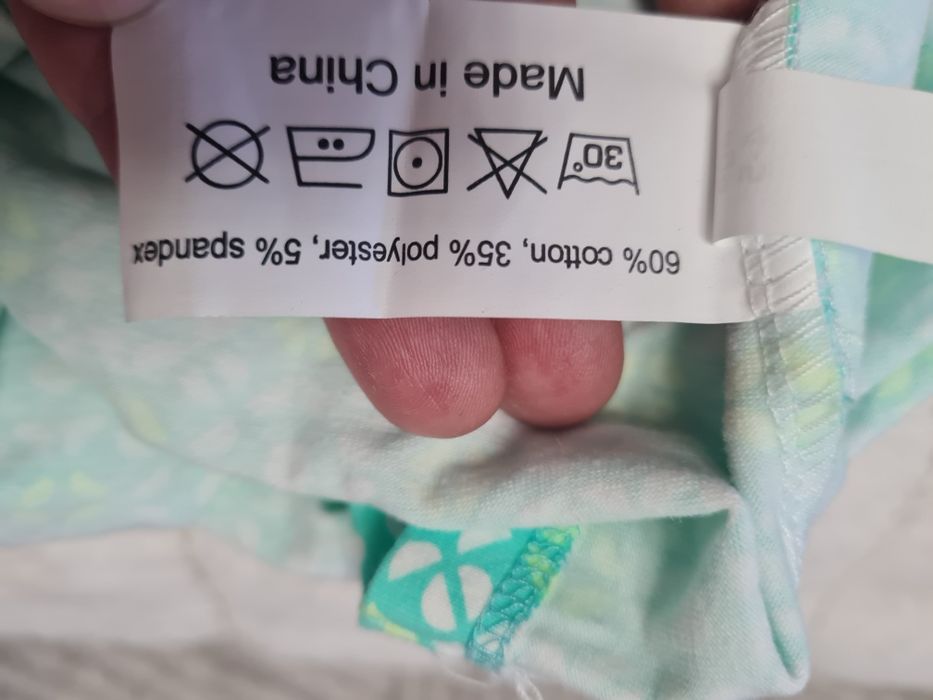 60% cotton, 35% polyester, 5% spandex
30°
Made in China